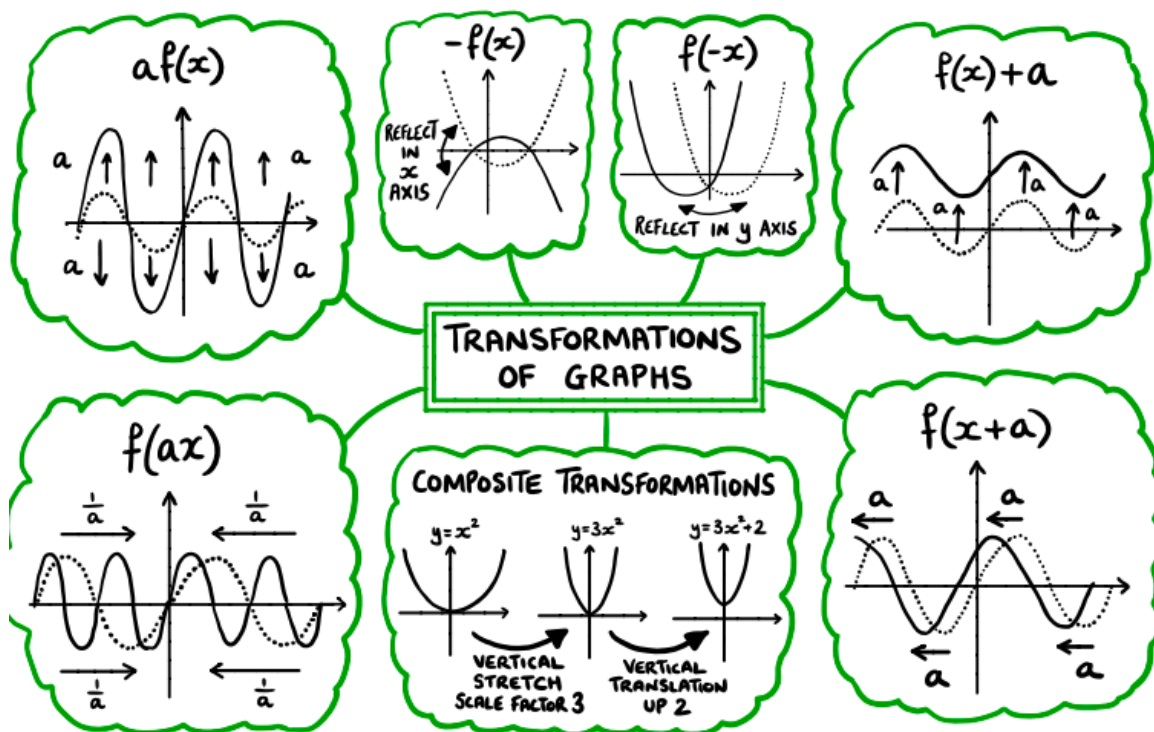 af(x)
a
a
a
a
-f(x)
REFLECT
IN
x
AXIS
f(-x)
REFLECT IN y AXIS
f(x)+a
a
a
a
a
TRANSFORMATIONS
OF GRAPHS
f(ax)
1/a
1/a
1/a
1/a
COMPOSITE TRANSFORMATIONS
y=x²
y=3x²
y=3x²+2
VERTICAL
STRETCH
SCALE FACTOR 3
VERTICAL
TRANSLATION
UP 2
f(x+a)
a
a
a
a